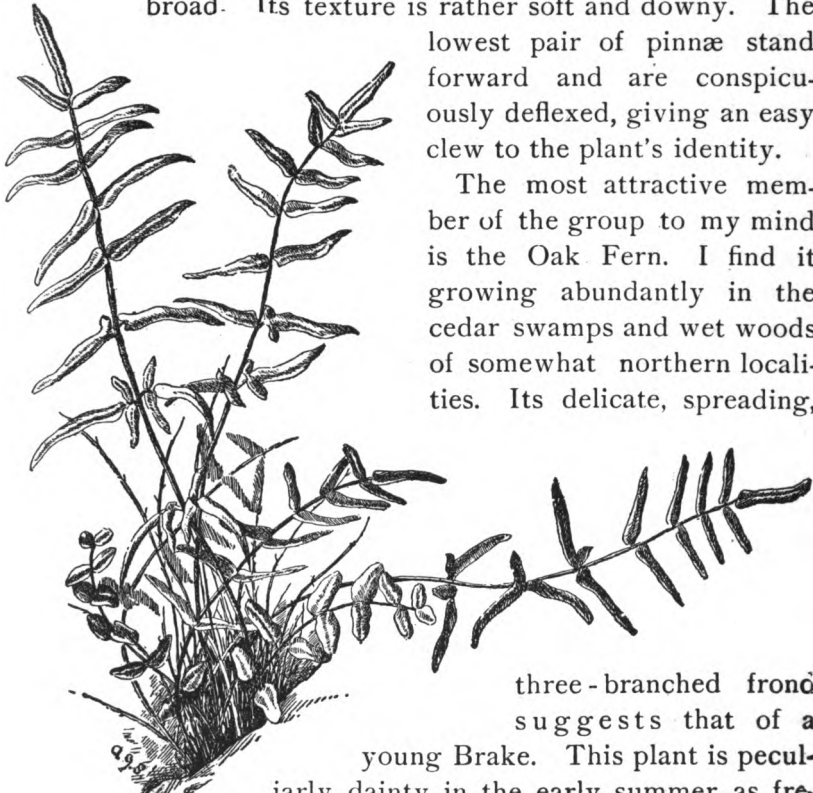 broad. Its texture is rather soft and downy. The
lowest pair of pinnæ stand
forward and are conspicu-
ously deflexed, giving an easy
clew to the plant's identity.
The most attractive mem-
ber of the group to my mind
is the Oak Fern. I find it
growing abundantly in the
cedar swamps and wet woods
of somewhat northern locali-
ties. Its delicate, spreading,
three-branched frond
suggests that of a
young Brake. This plant is pecul-
iarly dainty in the early summer as fre-
a.g.s.